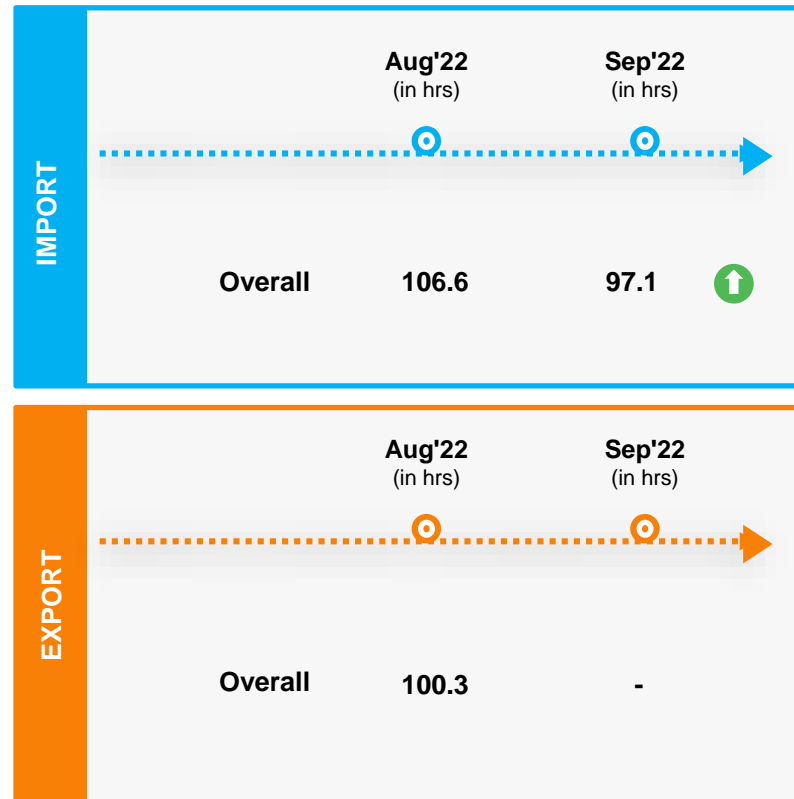 IMPORT
Aug'22 Sep'22
(in hrs) (in hrs)
Overall 106.6 97.1
EXPORT
Aug'22 Sep'22
(in hrs) (in hrs)
Overall 100.3 -